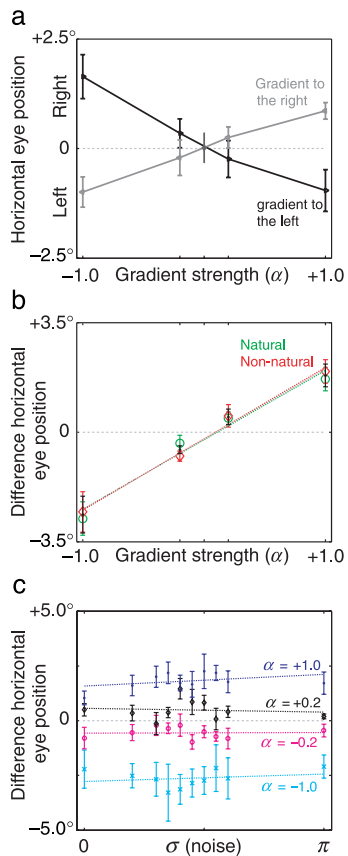 a
+2.5°
Horizontal eye position
Right
Left
0
Gradient to
the right
gradient to
the left
−2.5°
−1.0
Gradient strength (α)
+1.0
b
+3.5°
Natural
Non-natural
Difference horizontal
eye position
0
−3.5°
−1.0
Gradient strength (α)
+1.0
c
+5.0°
Difference horizontal
eye position
α = +1.0
α = +0.2
0
α = −0.2
α = −1.0
−5.0°
0
σ (noise)
π